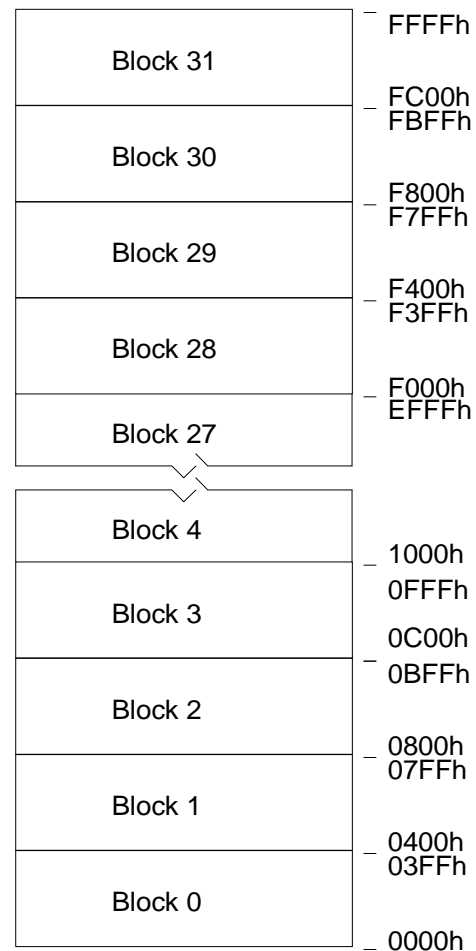 FFFFh
Block 31
FC00h
FBFFh
Block 30
F800h
F7FFh
Block 29
F400h
F3FFh
Block 28
F000h
EFFFh
Block 27
Block 4
1000h
0FFFh
Block 3
0C00h
0BFFh
Block 2
0800h
07FFh
Block 1
0400h
03FFh
Block 0
0000h